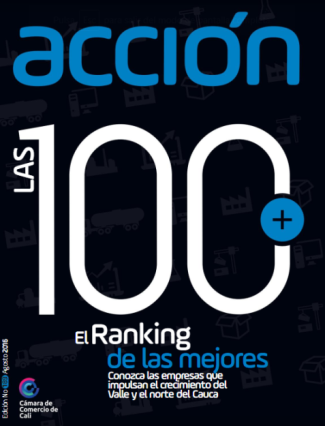 acción
LAS
100
+
El Ranking
de las mejores
Conozca las empresas que
impulsan el crecimiento del
Valle y el norte del Cauca
Cámara de
Comercio de
Cali
Agosto 2016